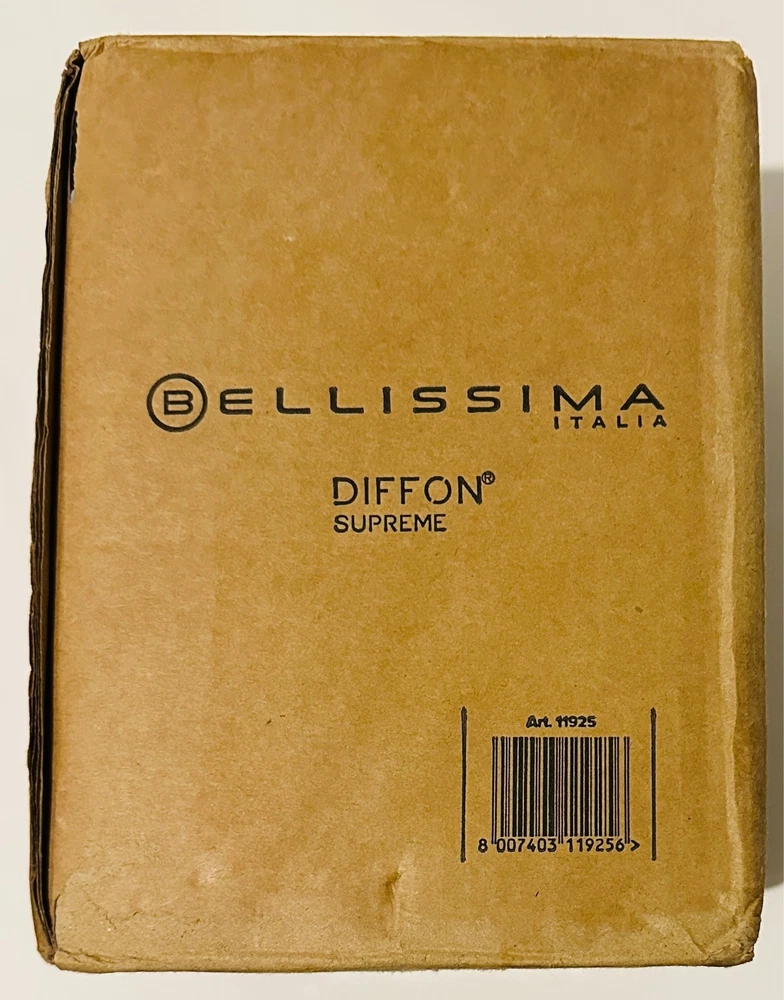 BELLISSIMA
ITALIA
DIFFON®
SUPREME
Art. 11925
8 007403 119256 >